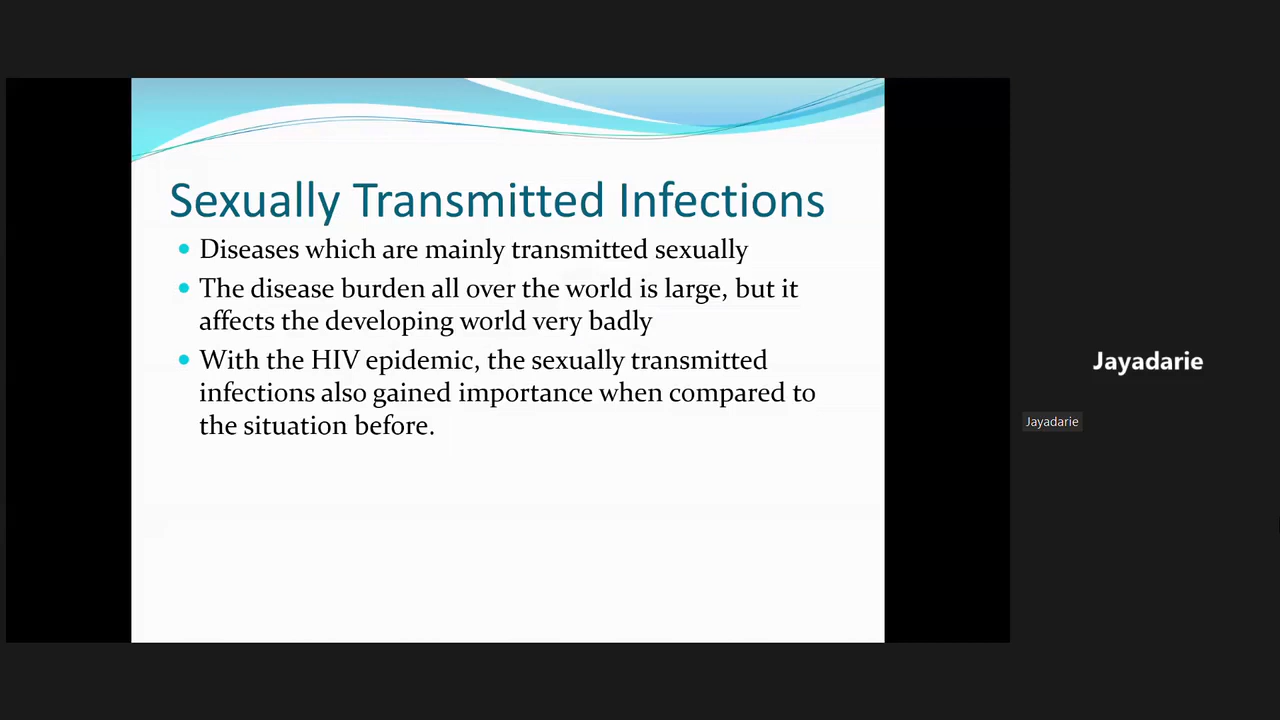 Sexually Transmitted Infections
Diseases which are mainly transmitted sexually
The disease burden all over the world is large, but it
affects the developing world very badly
With the HIV epidemic, the sexually transmitted
infections also gained importance when compared to
the situation before.
Jayadarie
Jayadarie